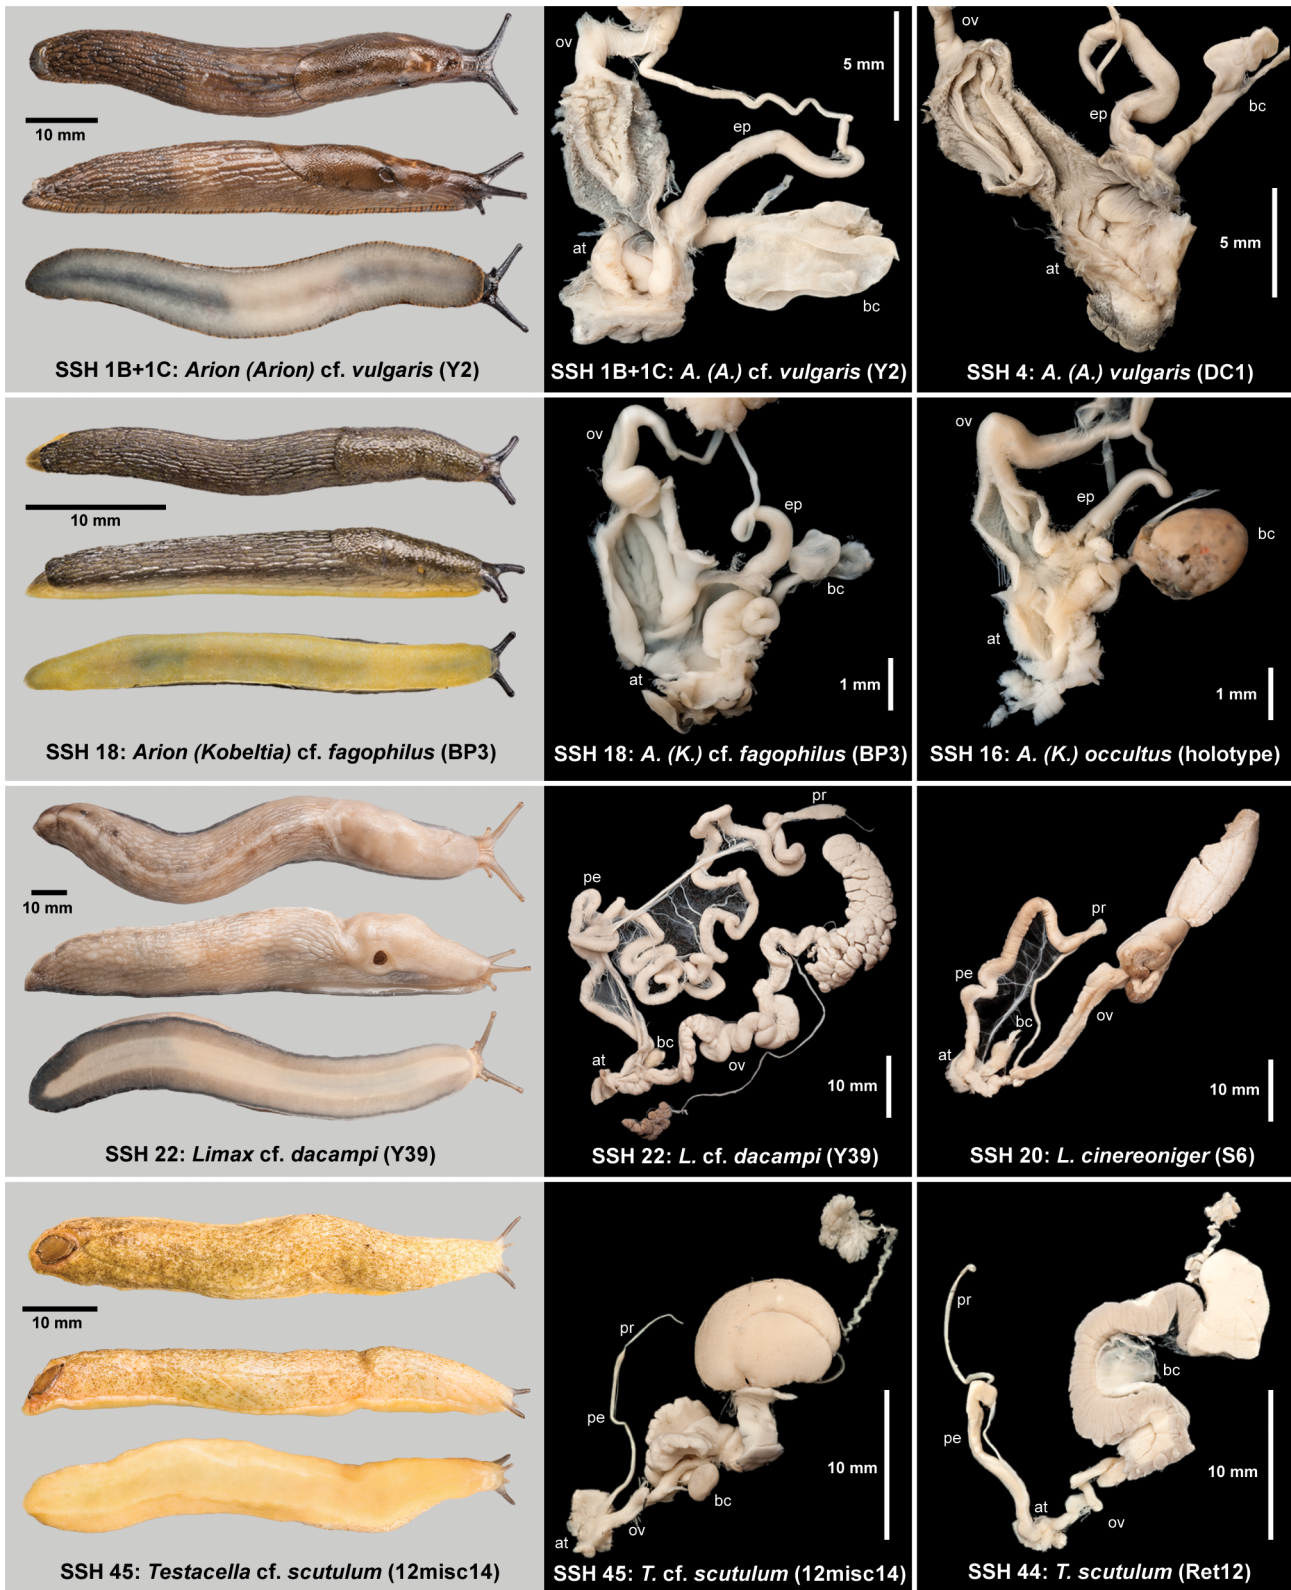 10 mm
SSH 1B+1C: Arion (Arion) cf. vulgaris (Y2)
ov
5 mm
ep
at
bc
SSH 1B+1C: A. (A.) cf. vulgaris (Y2)
ov
ep
bc
5 mm
at
SSH 4: A. (A.) vulgaris (DC1)
10 mm
SSH 18: Arion (Kobeltia) cf. fagophilus (BP3)
ov
ep
bc
at
1 mm
SSH 18: A. (K.) cf. fagophilus (BP3)
ov
ep
bc
at
1 mm
SSH 16: A. (K.) occultus (holotype)
10 mm
SSH 22: Limax cf. dacampi (Y39)
pr
pe
at
bc
ov
10 mm
SSH 22: L. cf. dacampi (Y39)
pr
pe
bc
ov
at
10 mm
SSH 20: L. cinereoniger (S6)
10 mm
SSH 45: Testacella cf. scutulum (12misc14)
pr
pe
bc
ov
at
10 mm
SSH 45: T. cf. scutulum (12misc14)
pr
bc
pe
at
ov
10 mm
SSH 44: T. scutulum (Ret12)